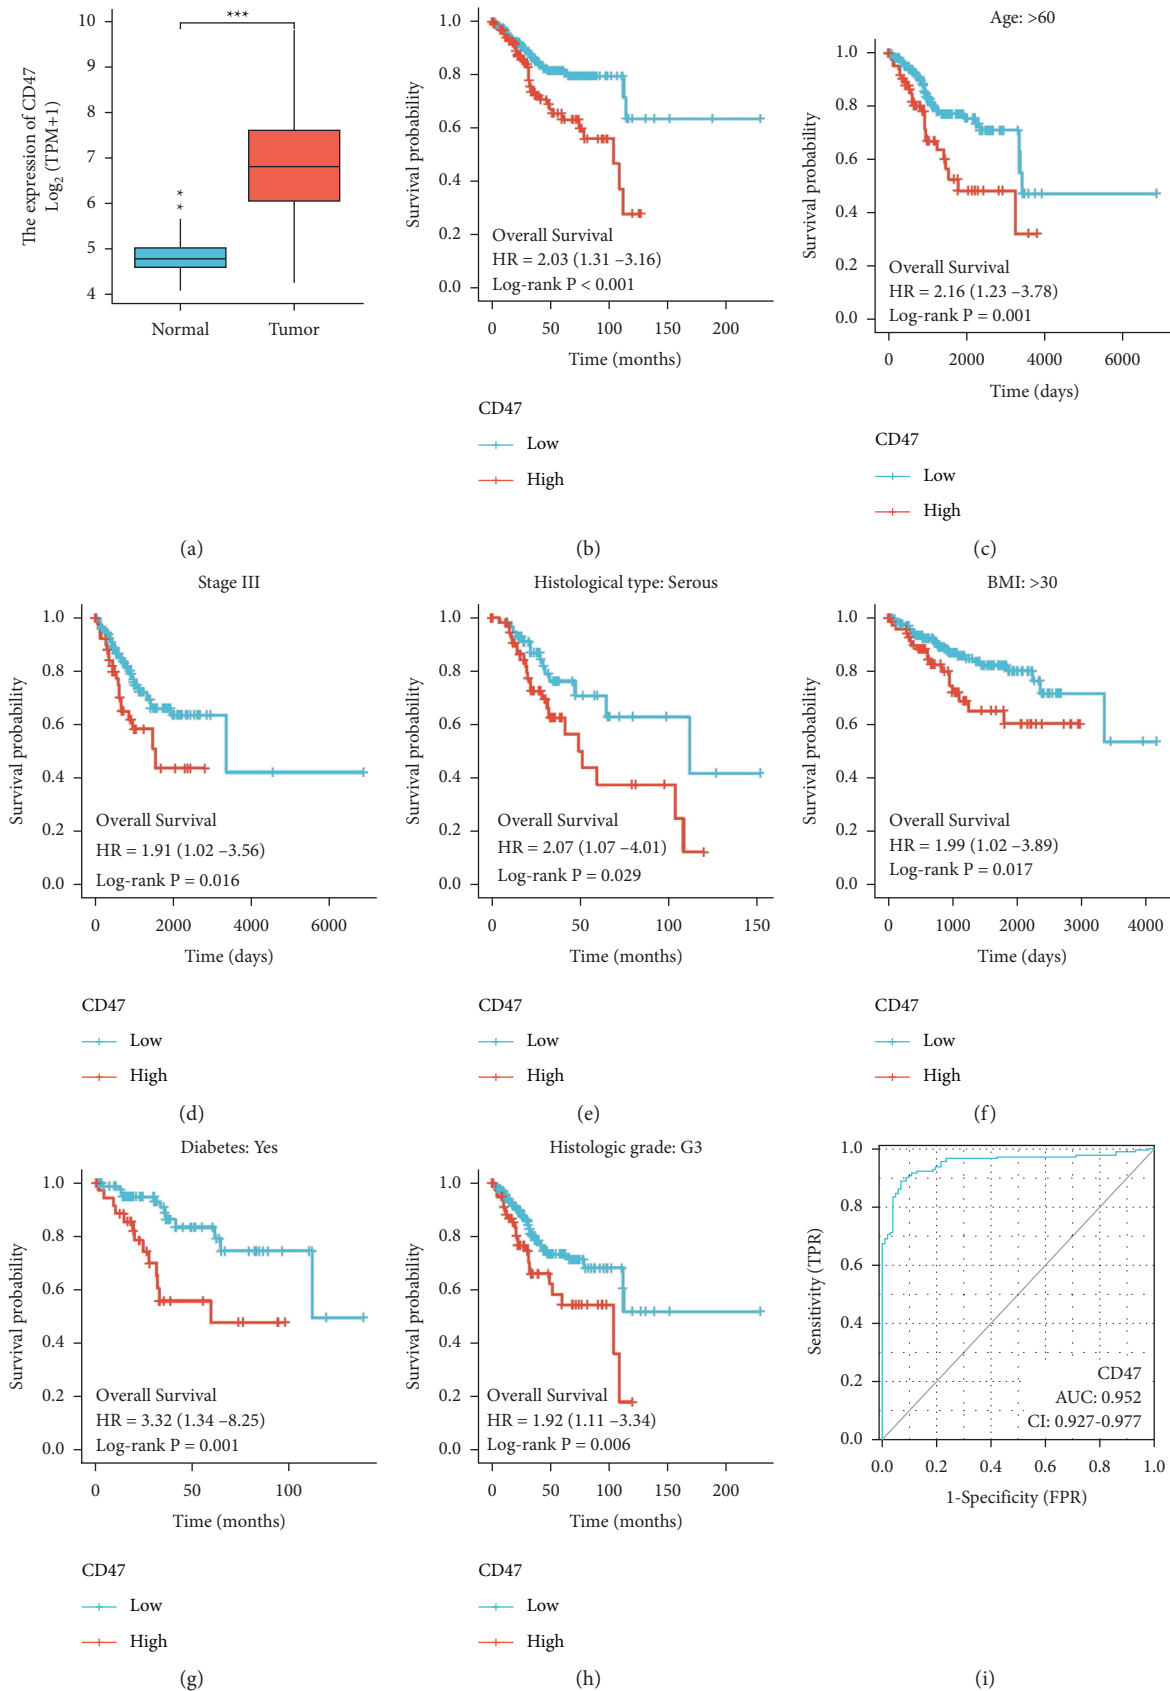 The expression of CD47
Log2 (TPM+1)
10
9
8
7
6
5
4
***
*
*
Normal
Tumor
(a)
Survival probability
1.0
0.8
0.6
0.4
0.2
0.0
Overall Survival
HR = 2.03 (1.31 –3.16)
Log-rank P < 0.001
0 50 100 150 200
Time (months)
CD47
Low
High
(b)
Age: >60
Survival probability
1.0
0.8
0.6
0.4
0.2
0.0
Overall Survival
HR = 2.16 (1.23 –3.78)
Log-rank P = 0.001
0 2000 4000 6000
Time (days)
CD47
Low
High
(c)
Stage III
Survival probability
1.0
0.8
0.6
0.4
0.2
0.0
Overall Survival
HR = 1.91 (1.02 –3.56)
Log-rank P = 0.016
0 2000 4000 6000
Time (days)
CD47
Low
High
(d)
Histological type: Serous
Survival probability
1.0
0.8
0.6
0.4
0.2
0.0
Overall Survival
HR = 2.07 (1.07 –4.01)
Log-rank P = 0.029
0 50 100 150
Time (months)
CD47
Low
High
(e)
BMI: >30
Survival probability
1.0
0.8
0.6
0.4
0.2
0.0
Overall Survival
HR = 1.99 (1.02 –3.89)
Log-rank P = 0.017
0 1000 2000 3000 4000
Time (days)
CD47
Low
High
(f)
Diabetes: Yes
Survival probability
1.0
0.8
0.6
0.4
0.2
0.0
Overall Survival
HR = 3.32 (1.34 –8.25)
Log-rank P = 0.001
0 50 100
Time (months)
CD47
Low
High
(g)
Histologic grade: G3
Survival probability
1.0
0.8
0.6
0.4
0.2
0.0
Overall Survival
HR = 1.92 (1.11 –3.34)
Log-rank P = 0.006
0 50 100 150 200
Time (months)
CD47
Low
High
(h)
Sensitivity (TPR)
1.0
0.8
0.6
0.4
0.2
0.0
CD47
AUC: 0.952
CI: 0.927-0.977
0.0 0.2 0.4 0.6 0.8 1.0
1-Specificity (FPR)
(i)